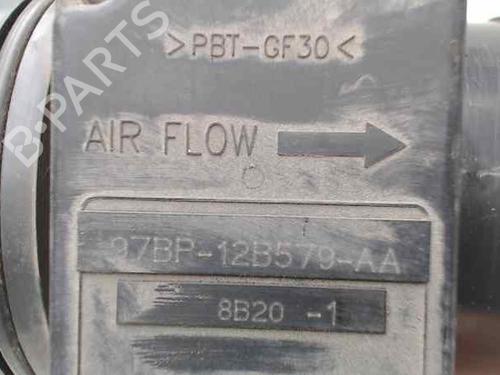 >PBT-GF30<
AIR FLOW
97BP-12B579-AA
8B20 -1
B-PARTS